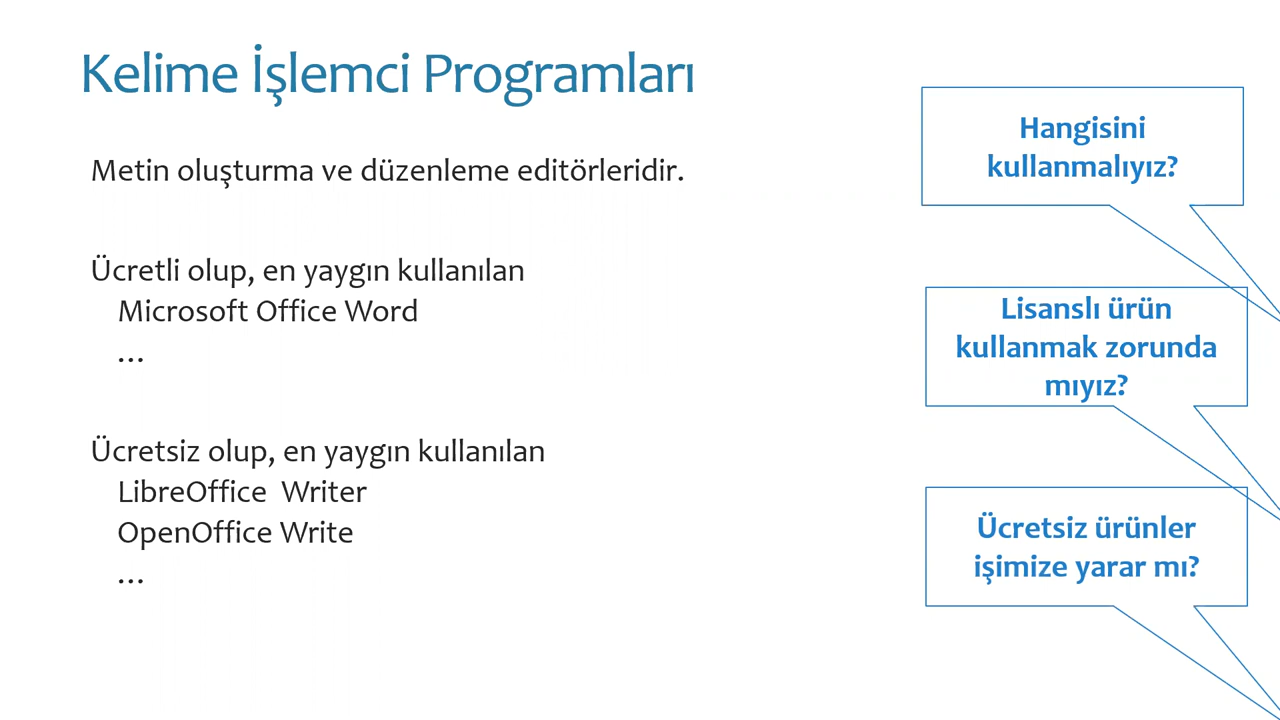 Kelime İşlemci Programları
Metin oluşturma ve düzenleme editörleridir.
Ücretli olup, en yaygın kullanılan
Microsoft Office Word
...
Ücretsiz olup, en yaygın kullanılan
LibreOffice  Writer
OpenOffice Write
...
Hangisini
kullanmalıyız?
Lisanslı ürün
kullanmak zorunda
mıyız?
Ücretsiz ürünler
işimize yarar mı?